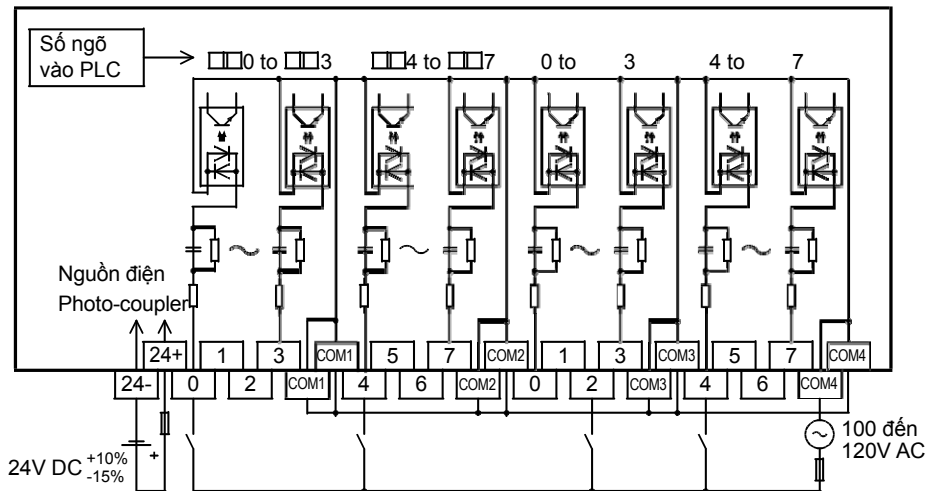 Số ngõ
vào PLC
□□0 to □□3
□□4 to □□7
0 to 3
4 to 7
Nguồn điện
Photo-coupler
24+ 1 3 COM1 5 7 COM2 1 3 COM3 5 7 COM4
24- 0 2 COM1 4 6 COM2 0 2 COM3 4 6 COM4
24V DC +10%
-15%
+
100 đến
120V AC